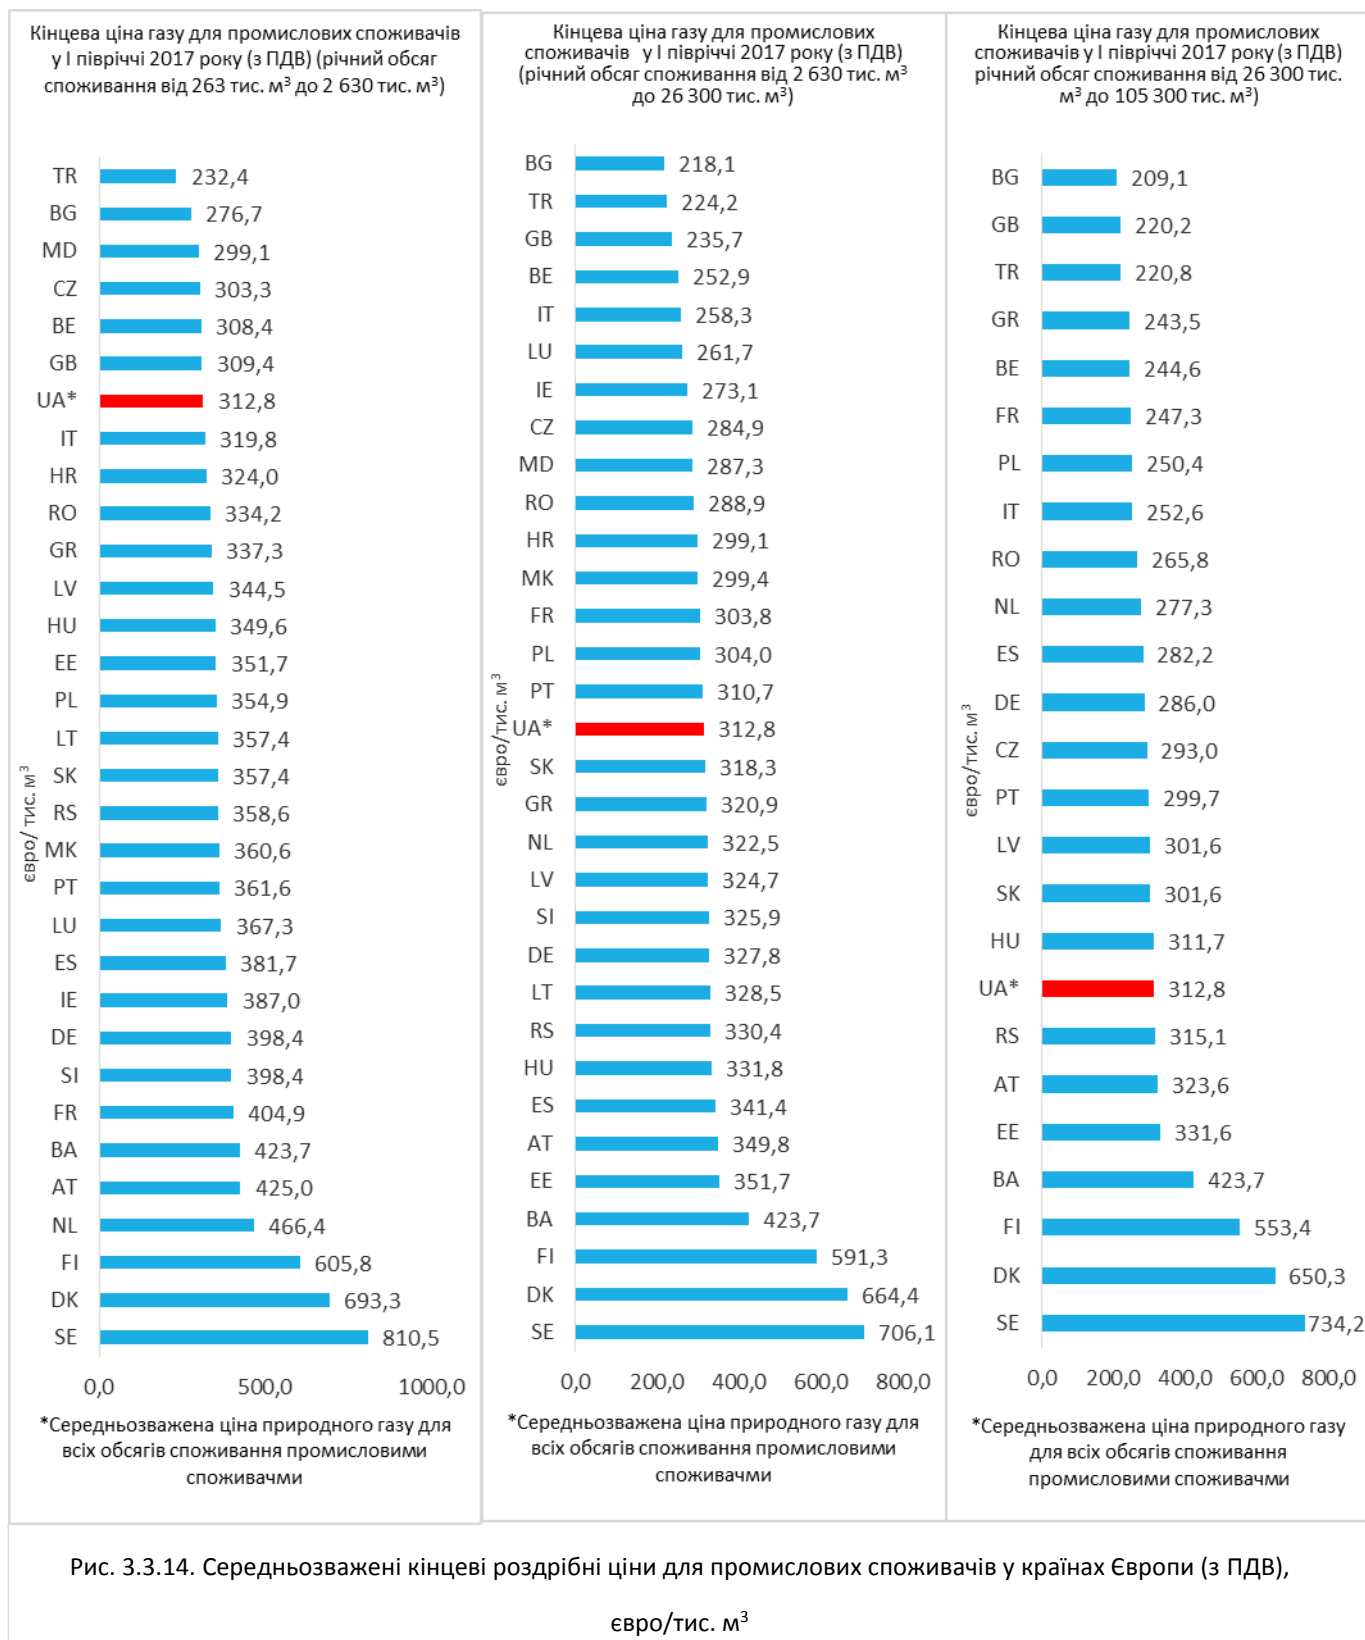 Кінцева ціна газу для промислових споживачів
у І півріччі 2017 року (з ПДВ) (річний обсяг
споживання від 263 тис. м³ до 2 630 тис. м³)
TR 232,4
BG 276,7
MD 299,1
CZ 303,3
BE 308,4
GB 309,4
UA* 312,8
IT 319,8
HR 324,0
RO 334,2
GR 337,3
LV 344,5
HU 349,6
EE 351,7
PL 354,9
LT 357,4
SK 357,4
RS 358,6
MK 360,6
PT 361,6
LU 367,3
ES 381,7
IE 387,0
DE 398,4
SI 398,4
FR 404,9
BA 423,7
AT 425,0
NL 466,4
FI 605,8
DK 693,3
SE 810,5
євро/ тис. м³
0,0 500,0 1000,0
*Середньозважена ціна природного газу для
всіх обсягів споживання промисловими
споживачми
Кінцева ціна газу для промислових
споживачів у І півріччі 2017 року (з ПДВ)
(річний обсяг споживання від 2 630 тис. м³
до 26 300 тис. м³)
BG 218,1
TR 224,2
GB 235,7
BE 252,9
IT 258,3
LU 261,7
IE 273,1
CZ 284,9
MD 287,3
RO 288,9
HR 299,1
MK 299,4
FR 303,8
PL 304,0
PT 310,7
UA* 312,8
SK 318,3
GR 320,9
NL 322,5
LV 324,7
SI 325,9
DE 327,8
LT 328,5
RS 330,4
HU 331,8
ES 341,4
AT 349,8
EE 351,7
BA 423,7
FI 591,3
DK 664,4
SE 706,1
євро/тис. м³
0,0 200,0 400,0 600,0 800,0
*Середньозважена ціна природного газу для
всіх обсягів споживання промисловими
споживачми
Кінцева ціна газу для промислових
споживачів у І півріччі 2017 року (з ПДВ)
річний обсяг споживання від 26 300 тис.
м³ до 105 300 тис. м³)
BG 209,1
GB 220,2
TR 220,8
GR 243,5
BE 244,6
FR 247,3
PL 250,4
IT 252,6
RO 265,8
NL 277,3
ES 282,2
DE 286,0
CZ 293,0
PT 299,7
LV 301,6
SK 301,6
HU 311,7
UA* 312,8
RS 315,1
AT 323,6
EE 331,6
BA 423,7
FI 553,4
DK 650,3
SE 734,2
євро/тис. м³
0,0 200,0 400,0 600,0 800,0
*Середньозважена ціна природного газу
для всіх обсягів споживання
промисловими споживачми
Рис. 3.3.14. Середньозважені кінцеві роздрібні ціни для промислових споживачів у країнах Європи (з ПДВ),
євро/тис. м³